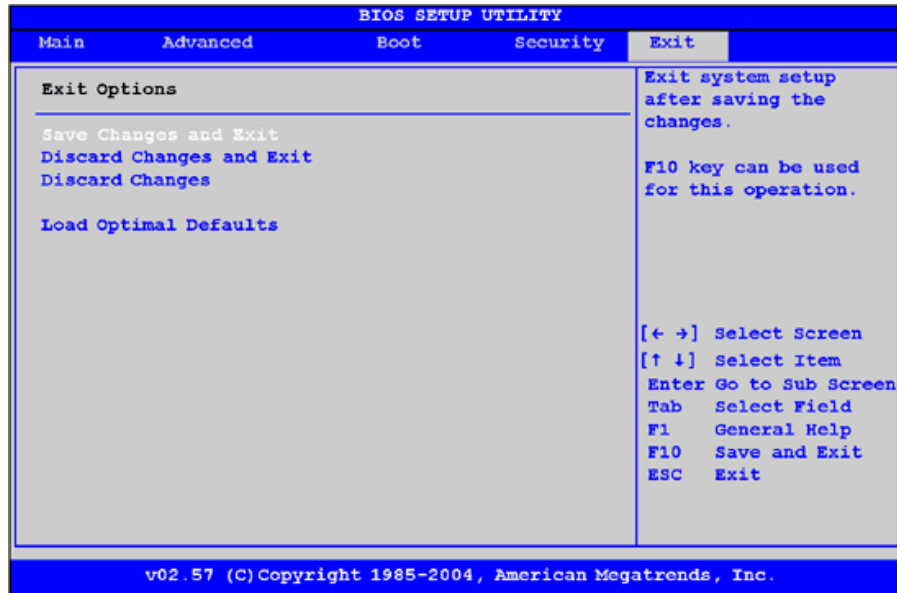 BIOS SETUP UTILITY
Main Advanced Boot Security Exit
Exit Options
Save Changes and Exit
Discard Changes and Exit
Discard Changes
Load Optimal Defaults
Exit system setup
after saving the
changes.
F10 key can be used
for this operation.
[← →] Select Screen
[↑ ↓] Select Item
Enter Go to Sub Screen
Tab Select Field
F1 General Help
F10 Save and Exit
ESC Exit
v02.57 (C)Copyright 1985-2004, American Megatrends, Inc.